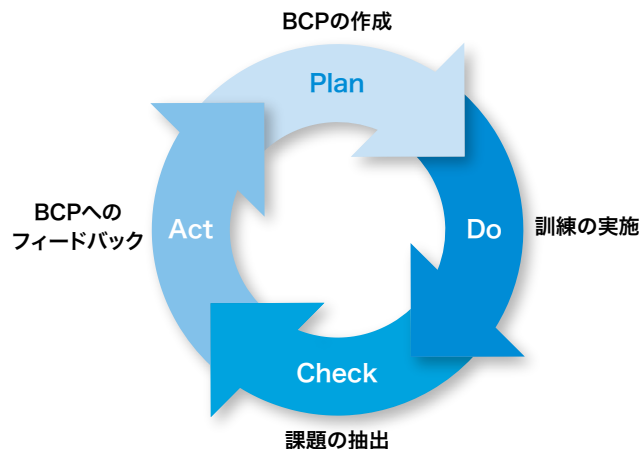 BCPの作成
Plan
Do
訓練の実施
Check
課題の抽出
Act
BCPへの
フィードバック